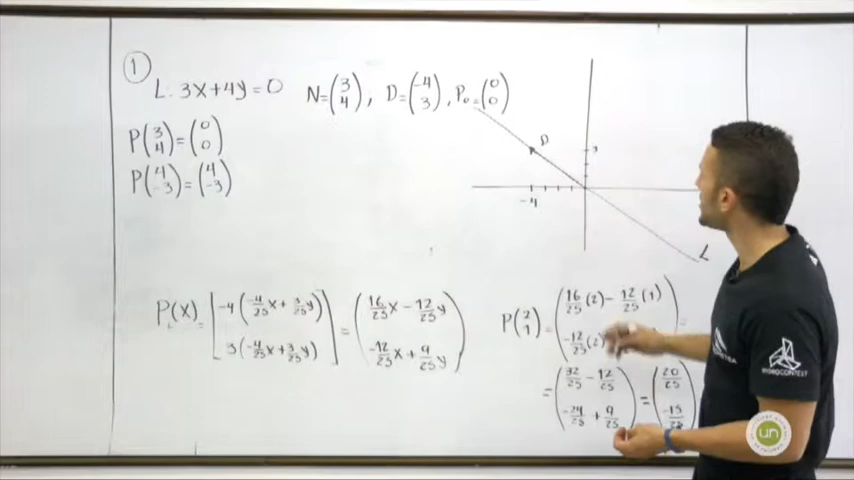 1
L: 3x+4y=0 N=(3 4), D=(-4 3), P₀=(0 0)
P(3 4)=(0 0)
P(4 -3)=(4 -3)
D
3
-4
L
P(X)=[-4(-4/25x+3/25y) 3(-4/25x+3/25y)]=(16/25x-12/25y -12/25x+9/25y)
P(2 1)=(16/25(2)-12/25(1) -12/25(2)
=(32/25-12/25 -24/25+9/25)=(20/25 -15/25
HYDROCONTEST
un